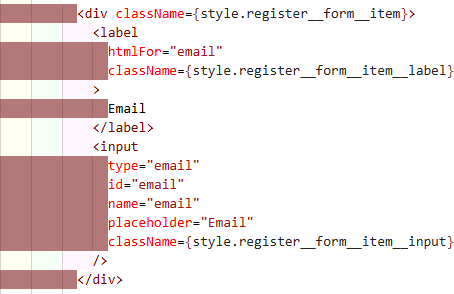 <div className={style.register__form__item}>
<label
htmlFor="email"
className={style.register__form__item__label}
>
Email
</label>
<input
type="email"
id="email"
name="email"
placeholder="Email"
className={style.register__form__item__input}
/>
</div>